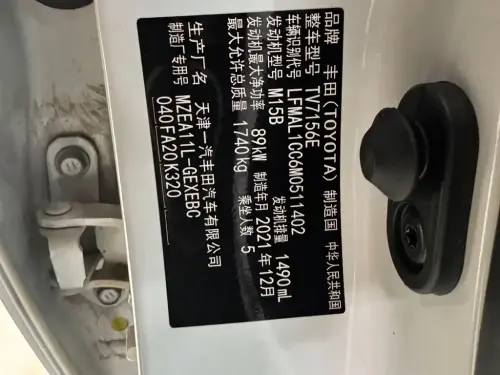 品牌 丰田(TOYOTA) 制造国 中华人民共和国
整车型号 TV7156E
车辆识别代号 LFMAL1CC6M0511402
发动机型号 M15B 发动机排量 1490mL
发动机最大净功率 89kW 制造年月 2021年12月
最大允许总质量 1740kg 乘坐人数 5
生产厂名 天津一汽丰田汽车有限公司
制造厂专用号 MZEA11L-GEXEBC
040 FA20 K320